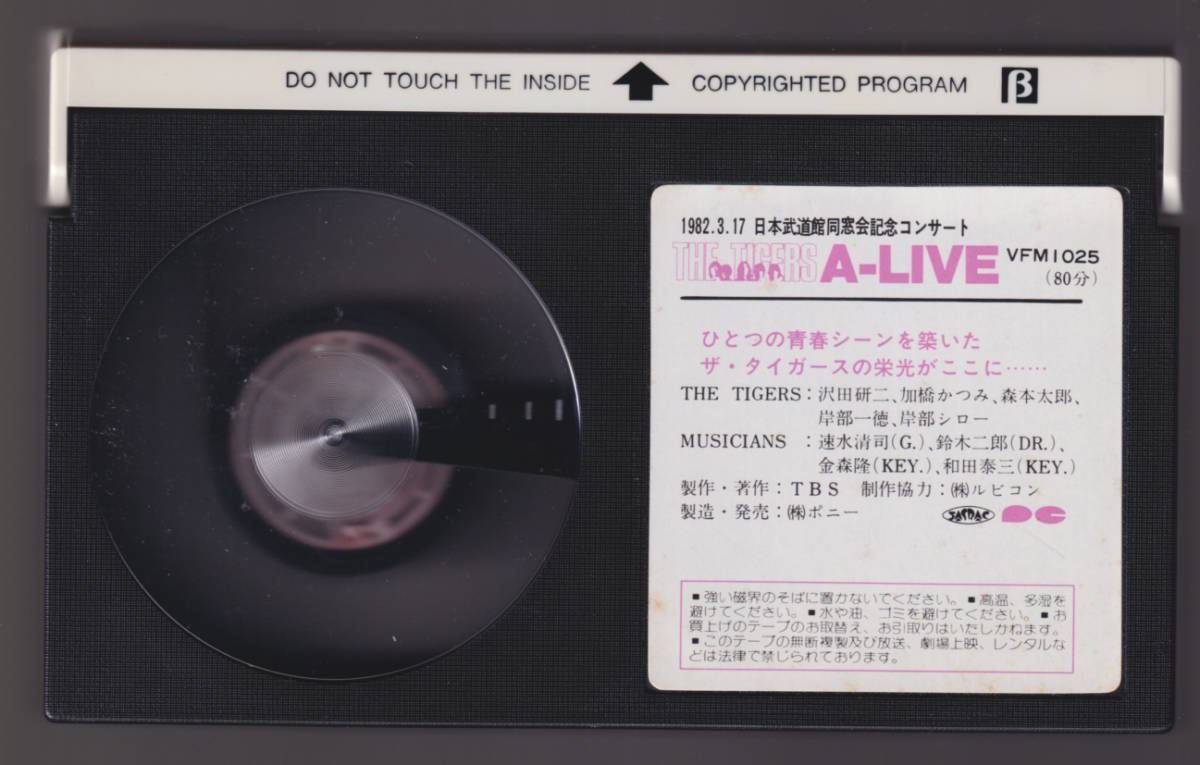 DO NOT TOUCH THE INSIDE COPYRIGHTED PROGRAM β
1982.3.17 日本武道館同窓会記念コンサート
THE TIGERS A-LIVE VFM1025
(80分)
ひとつの青春シーンを築いた
ザ・タイガースの栄光がここに……
THE TIGERS:沢田研二、加橋かつみ、森本太郎、
岸部一徳、岸部シロー
MUSICIANS :速水清司(G.)、鈴木二郎(DR.)、
金森隆(KEY.)、和田泰三(KEY.)
製作・著作:TBS 制作協力:㈱ルビコン
製造・発売:㈱ポニー JASRAC PC
■強い磁界のそばに置かないでください。■高温、多湿を
避けてください。■水や油、ゴミを避けてください。■お
買上げのテープのお取替え、お引取りはいたしかねます。
■このテープの無断複製及び放送、劇場上映、レンタルな
どは法律で禁じられております。